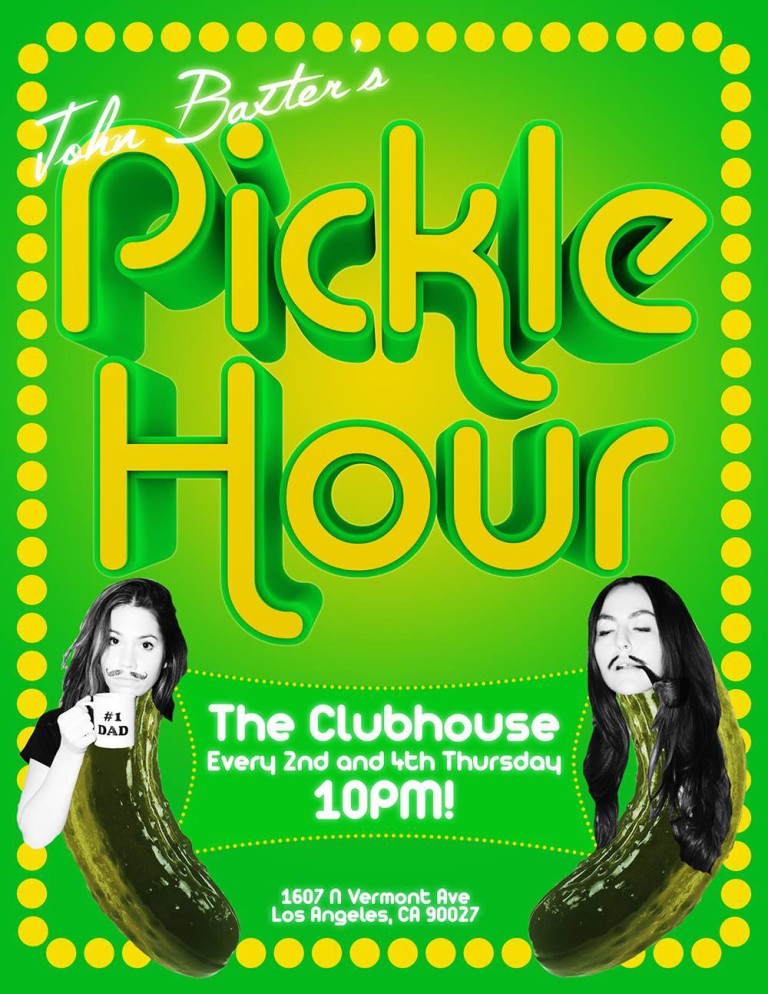 John Baxter's
Pickle
Hour
#1
DAD
The Clubhouse
Every 2nd and 4th Thursday
10PM!
1607 N Vermont Ave
Los Angeles, CA 90027